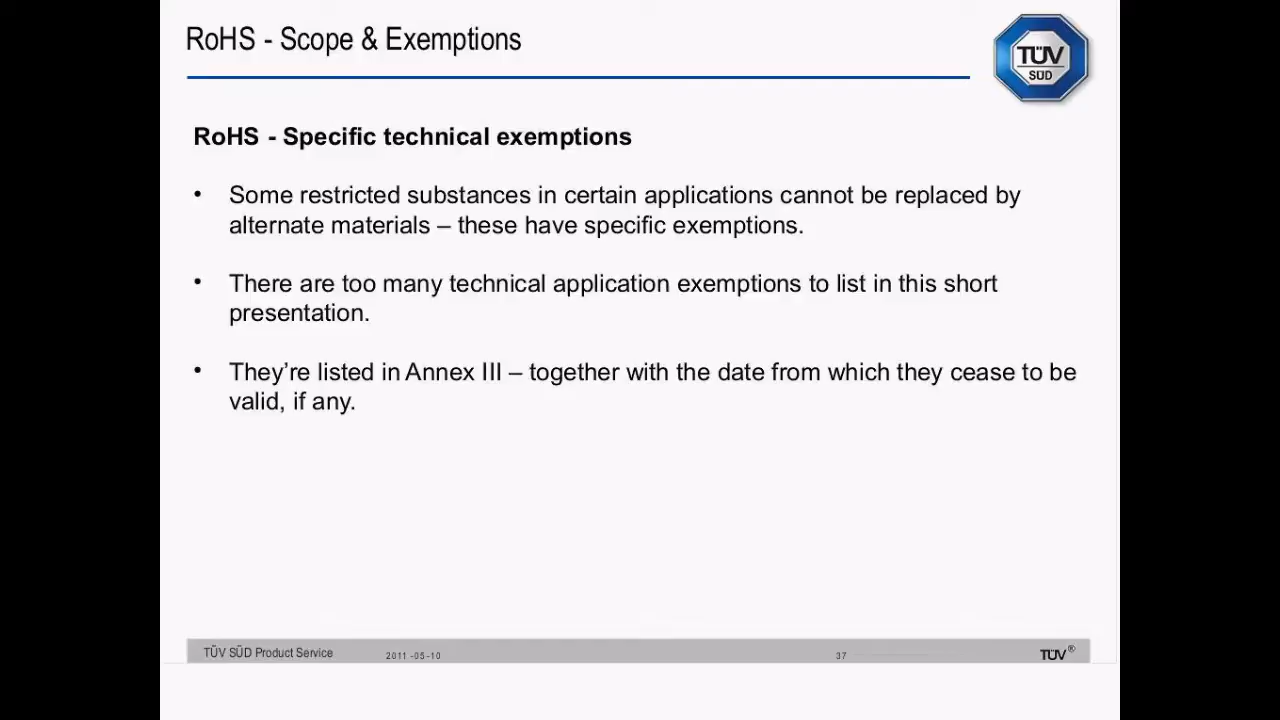 RoHS - Scope & Exemptions
TÜV
SÜD
RoHS - Specific technical exemptions
• Some restricted substances in certain applications cannot be replaced by
alternate materials – these have specific exemptions.
• There are too many technical application exemptions to list in this short
presentation.
• They’re listed in Annex III – together with the date from which they cease to be
valid, if any.
TÜV SÜD Product Service 2011-05-10 37 TÜV®